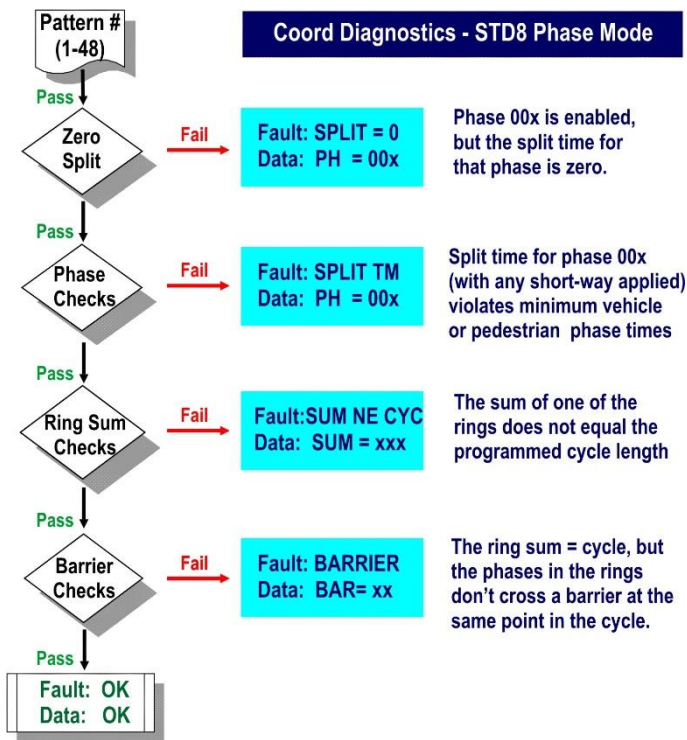 Pattern #
(1-48)
Coord Diagnostics - STD8 Phase Mode
Pass
Zero
Split
Fail
Fault: SPLIT = 0
Data: PH = 00x
Phase 00x is enabled,
but the split time for
that phase is zero.
Pass
Phase
Checks
Fail
Fault: SPLIT TM
Data: PH = 00x
Split time for phase 00x
(with any short-way applied)
violates minimum vehicle
or pedestrian phase times
Pass
Ring Sum
Checks
Fail
Fault:SUM NE CYC
Data: SUM = xxx
The sum of one of the
rings does not equal the
programmed cycle length
Pass
Barrier
Checks
Fail
Fault: BARRIER
Data: BAR= xx
The ring sum = cycle, but
the phases in the rings
don't cross a barrier at the
same point in the cycle.
Pass
Fault: OK
Data: OK